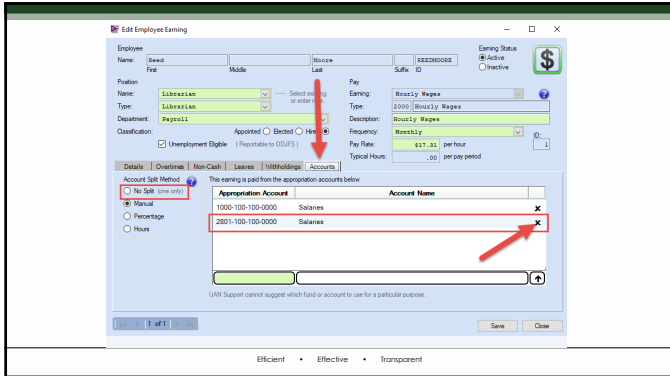 Edit Employee Earning
Employee
Name: Reed Moore REEDMOORE
First Middle Last Suffix ID
Earning Status
Active
Inactive
Position
Name: Librarian Select existing or enter new
Type: Librarian
Department: Payroll
Classification: Appointed Elected Hired
Unemployment Eligible ( Reportable to ODJFS )
Pay
Earning: Hourly Wages
Type: 2000 Hourly Wages
Description: Hourly Wages
Frequency: Monthly
ID:
Pay Rate: $17.31 per hour 1
Typical Hours: .00 per pay period
Details Overtimes Non-Cash Leaves Withholdings Accounts
Account Split Method
No Split (one only)
Manual
Percentage
Hours
This earning is paid from the appropriation accounts below
Appropriation Account Account Name
1000-100-100-0000 Salaries
2801-100-100-0000 Salaries
UAN Support cannot suggest which fund or account to use for a particular purpose.
1 of 1
Save Close
Efficient • Effective • Transparent